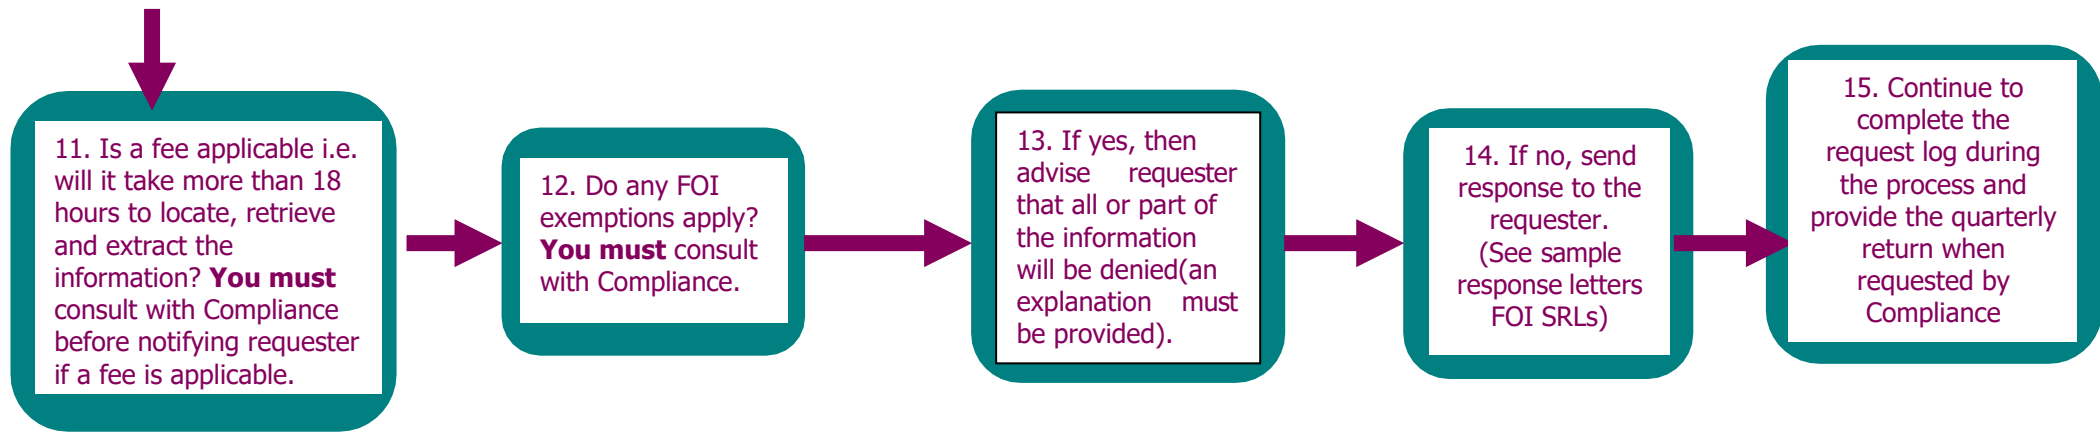 11. Is a fee applicable i.e.
will it take more than 18
hours to locate, retrieve
and extract the
information? You must
consult with Compliance
before notifying requester
if a fee is applicable.
12. Do any FOI
exemptions apply?
You must consult
with Compliance.
13. If yes, then
advise requester
that all or part of
the information
will be denied(an
explanation must
be provided).
14. If no, send
response to the
requester.
(See sample
response letters
FOI SRLs)
15. Continue to
complete the
request log during
the process and
provide the quarterly
return when
requested by
Compliance